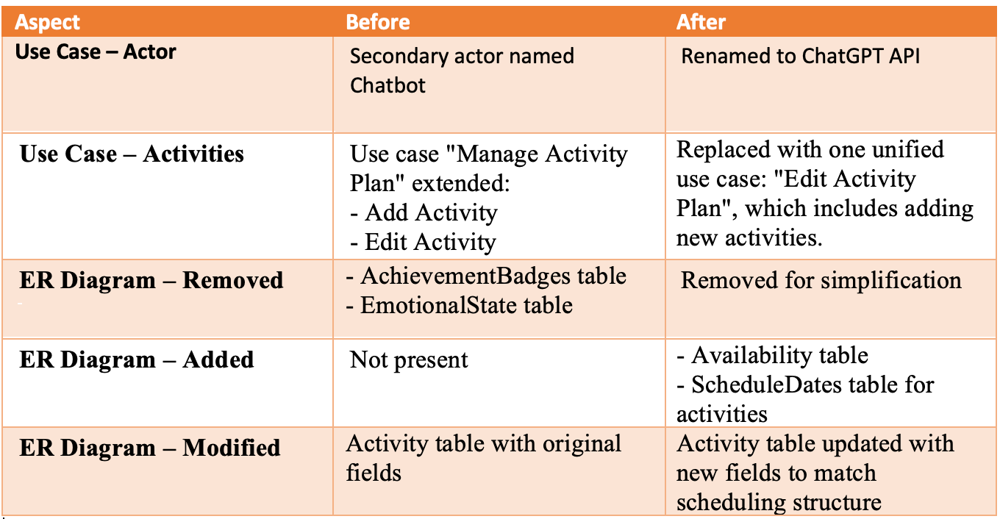 Aspect Before After
Use Case – Actor Secondary actor named Renamed to ChatGPT API
Chatbot
Use Case – Activities Use case "Manage Activity Replaced with one unified
Plan" extended: use case: "Edit Activity
- Add Activity Plan", which includes adding
- Edit Activity new activities.
ER Diagram – Removed - AchievementBadges table Removed for simplification
- EmotionalState table
ER Diagram – Added Not present - Availability table
- ScheduleDates table for
activities
ER Diagram – Modified Activity table with original Activity table updated with
fields new fields to match
scheduling structure